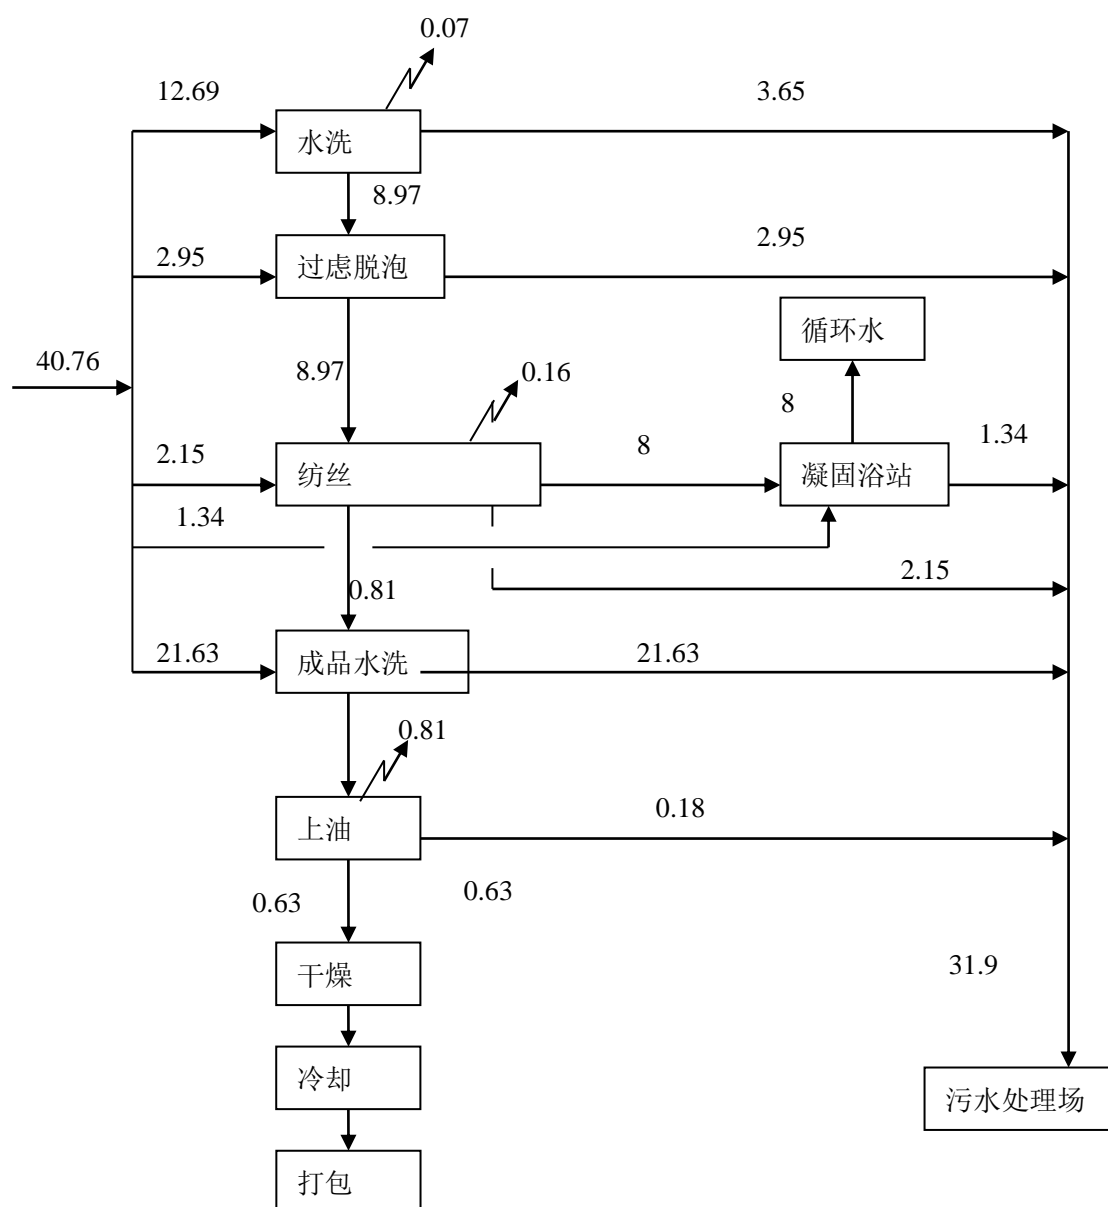 0.07
12.69
3.65
水洗
8.97
2.95
2.95
过虑脱泡
循环水
40.76
8.97
0.16
8
2.15
8
1.34
纺丝
凝固浴站
1.34
2.15
0.81
21.63
成品水洗
21.63
0.81
上油
0.18
0.63
0.63
干燥
31.9
冷却
污水处理场
打包